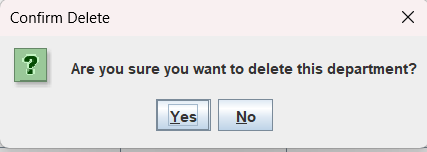 Confirm Delete
?
Are you sure you want to delete this department?
Yes No